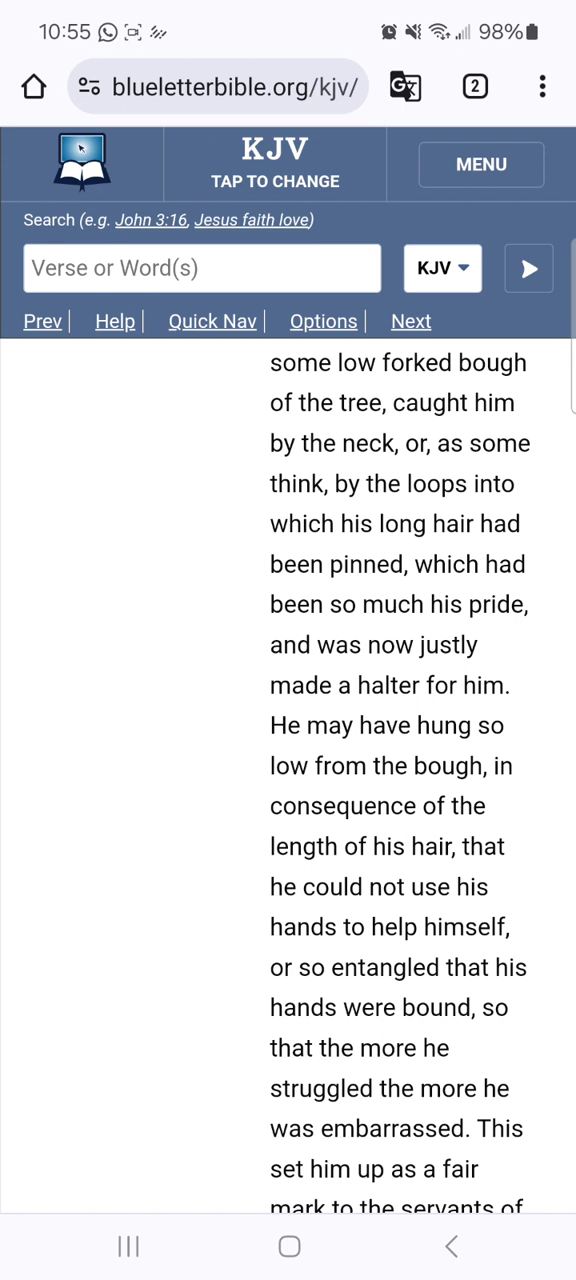 10:55 98%
blueletterbible.org/kjv/ 2
KJV
TAP TO CHANGE
MENU
Search (e.g. John 3:16, Jesus faith love)
Verse or Word(s) KJV
Prev Help Quick Nav Options Next
some low forked bough
of the tree, caught him
by the neck, or, as some
think, by the loops into
which his long hair had
been pinned, which had
been so much his pride,
and was now justly
made a halter for him.
He may have hung so
low from the bough, in
consequence of the
length of his hair, that
he could not use his
hands to help himself,
or so entangled that his
hands were bound, so
that the more he
struggled the more he
was embarrassed. This
set him up as a fair
mark to the servants of